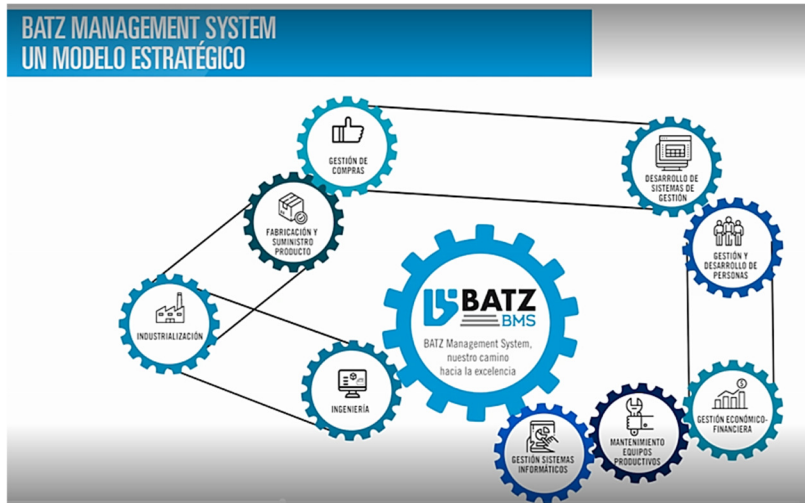 BATZ MANAGEMENT SYSTEM
UN MODELO ESTRATÉGICO
GESTIÓN DE
COMPRAS
DESARROLLO DE
SISTEMAS DE
GESTIÓN
FABRICACIÓN Y
SUMINISTRO
PRODUCTO
GESTIÓN Y
DESARROLLO DE
PERSONAS
BATZ
BMS
BATZ Management System,
nuestro camino
hacia la excelencia
INDUSTRIALIZACIÓN
INGENIERÍA
GESTIÓN ECONÓMICO-
FINANCIERA
MANTENIMIENTO
EQUIPOS
PRODUCTIVOS
GESTIÓN SISTEMAS
INFORMÁTICOS